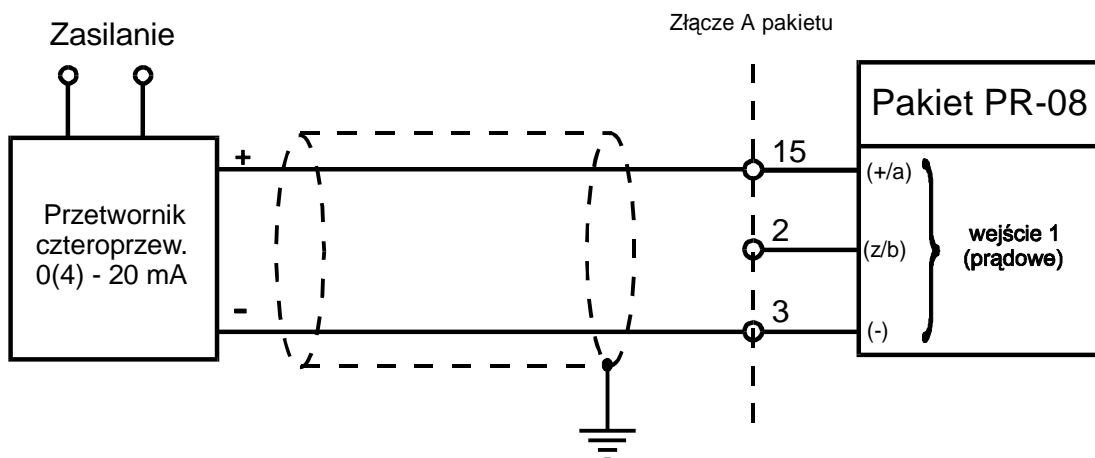 Zasilanie
Złącze A pakietu
Pakiet PR-08
+
15
(+/a)
Przetwornik
czteroprzew.
0(4) - 20 mA
2
(z/b)
wejście 1
(prądowe)
-
3
(-)